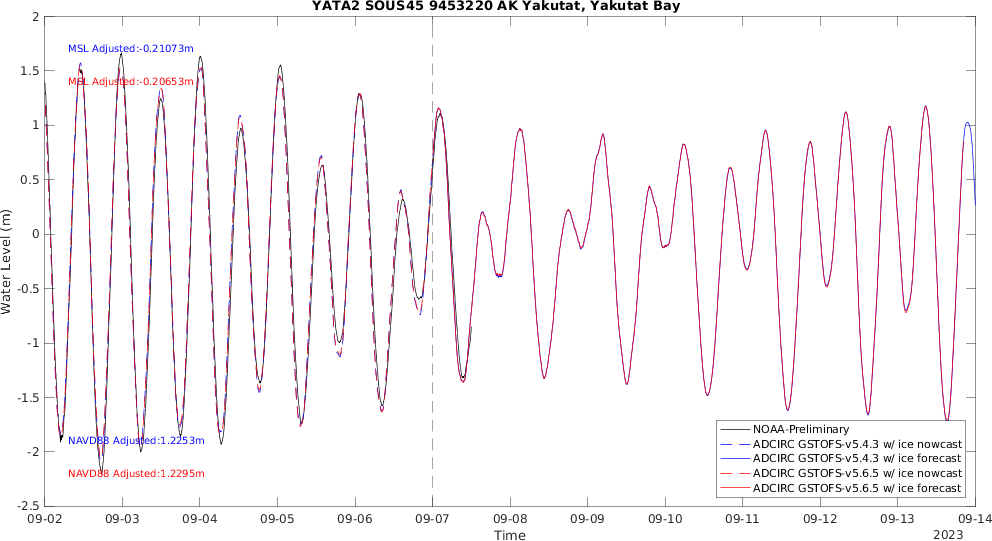 YATA2 SOUS45 9453220 AK Yakutat, Yakutat Bay
2
1.5
1
0.5
0
-0.5
-1
-1.5
-2
-2.5
Water Level (m)
MSL Adjusted:-0.21073m
MSL Adjusted:-0.20653m
NAVD88 Adjusted:1.2253m
NAVD88 Adjusted:1.2295m
NOAA-Preliminary
ADCIRC GSTOFS-v5.4.3 w/ ice nowcast
ADCIRC GSTOFS-v5.4.3 w/ ice forecast
ADCIRC GSTOFS-v5.6.5 w/ ice nowcast
ADCIRC GSTOFS-v5.6.5 w/ ice forecast
09-02 09-03 09-04 09-05 09-06 09-07 09-08 09-09 09-10 09-11 09-12 09-13 09-14
Time
2023